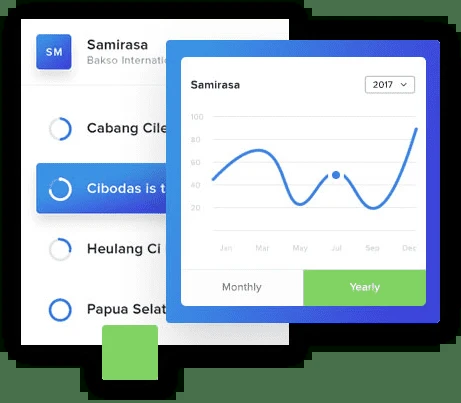 SM
Samirasa
Bakso Internatio
Cabang Cile
Cibodas is t
Heulang Ci
Papua Selat
Samirasa
2017
100
80
60
40
20
Jan
Mar
May
Jul
Sep
Dec
Monthly
Yearly